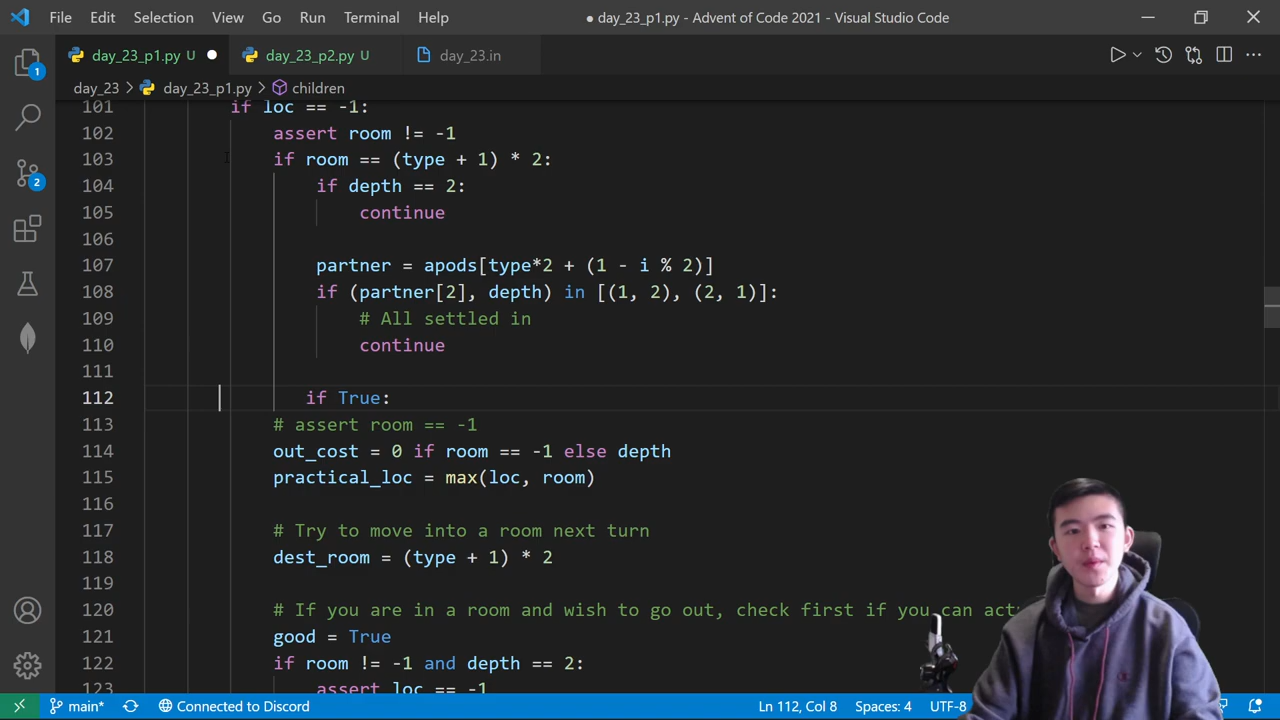 File Edit Selection View Go Run Terminal Help ● day_23_p1.py - Advent of Code 2021 - Visual Studio Code
day_23_p1.py U ● day_23_p2.py U day_23.in
day_23 > day_23_p1.py > children
101 if loc == -1:
102 assert room != -1
103 if room == (type + 1) * 2:
104 if depth == 2:
105 continue
106
107 partner = apods[type*2 + (1 - i % 2)]
108 if (partner[2], depth) in [(1, 2), (2, 1)]:
109 # All settled in
110 continue
111
112 if True:
113 # assert room == -1
114 out_cost = 0 if room == -1 else depth
115 practical_loc = max(loc, room)
116
117 # Try to move into a room next turn
118 dest_room = (type + 1) * 2
119
120 # If you are in a room and wish to go out, check first if you can
121 good = True
122 if room != -1 and depth == 2:
123 assert loc == -1
1
2
main* Connected to Discord Ln 112, Col 8 Spaces: 4 UTF-8